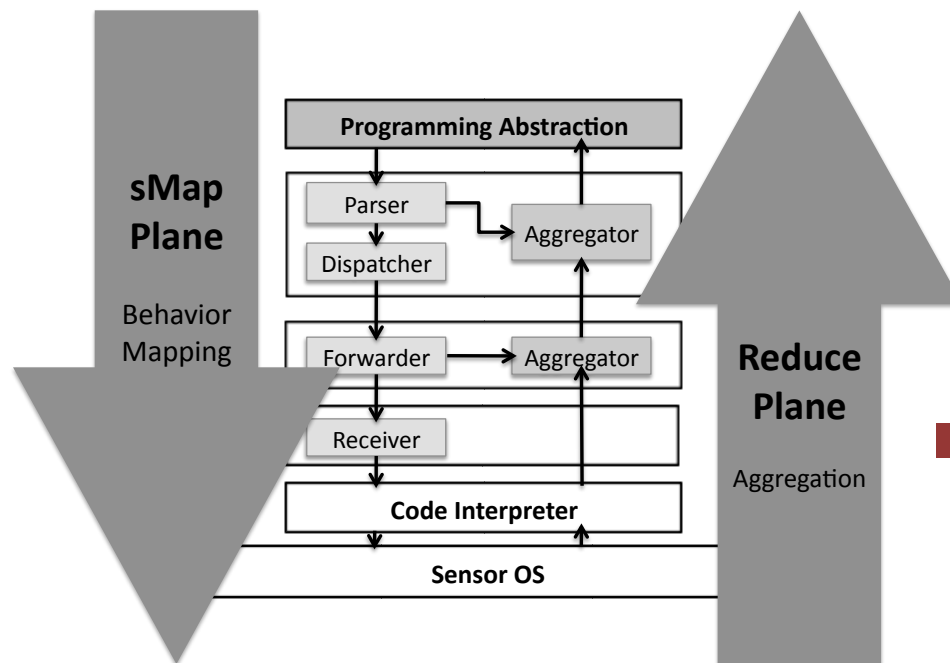 Programming Abstraction
sMap
Plane
Behavior
Mapping
Parser
Aggregator
Dispatcher
Forwarder
Aggregator
Receiver
Code Interpreter
Sensor OS
Reduce
Plane
Aggregation